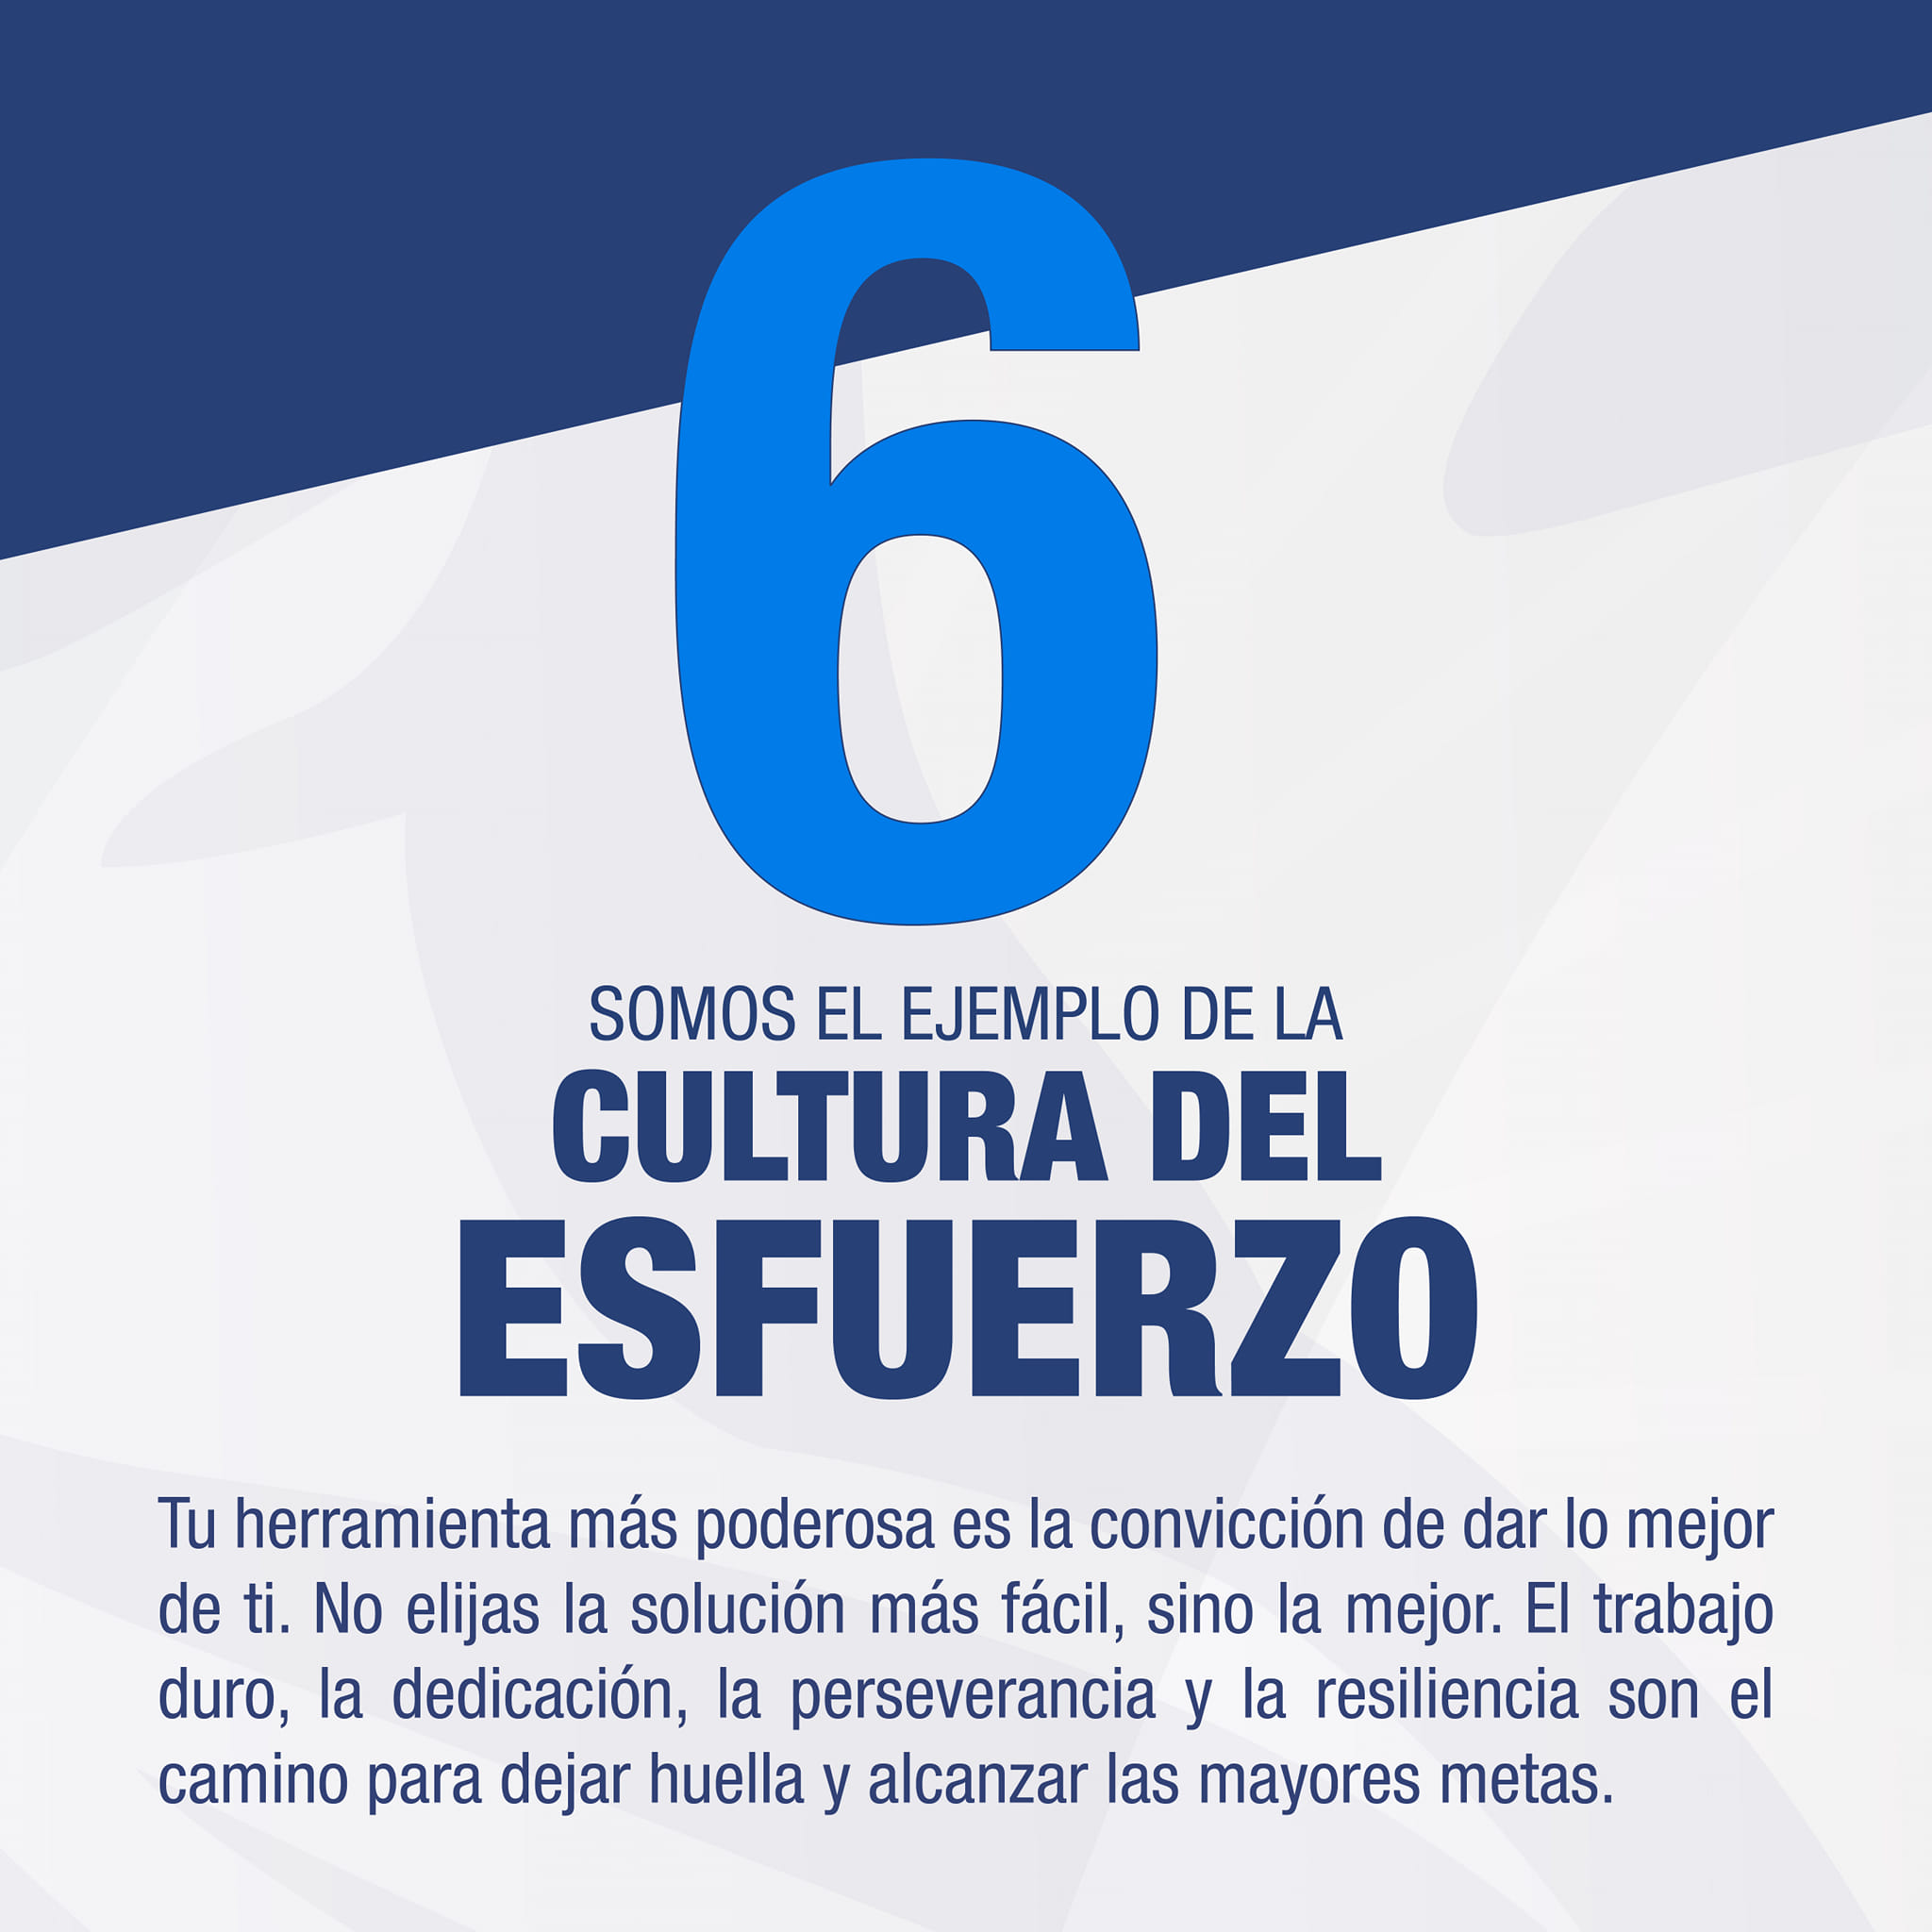 6
SOMOS EL EJEMPLO DE LA
CULTURA DEL
ESFUERZO
Tu herramienta más poderosa es la convicción de dar lo mejor
de ti. No elijas la solución más fácil, sino la mejor. El trabajo
duro, la dedicación, la perseverancia y la resiliencia son el
camino para dejar huella y alcanzar las mayores metas.